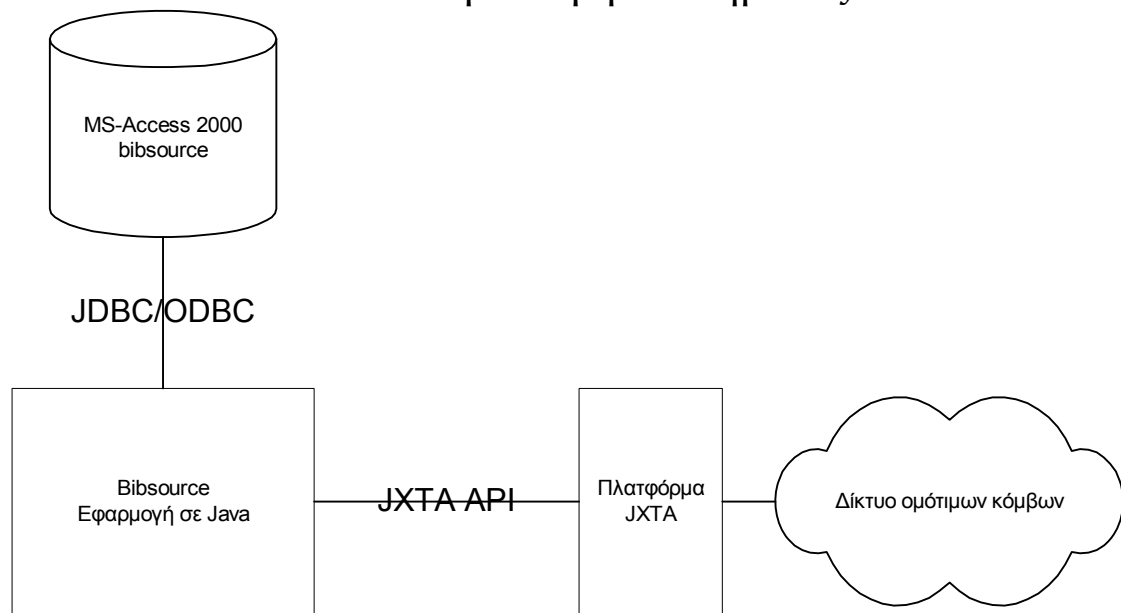 MS-Access 2000
bibsource
JDBC/ODBC
Bibsource
Εφαρμογή σε Java
JXTA API
Πλατφόρμα
JXTA
Δίκτυο ομότιμων κόμβων